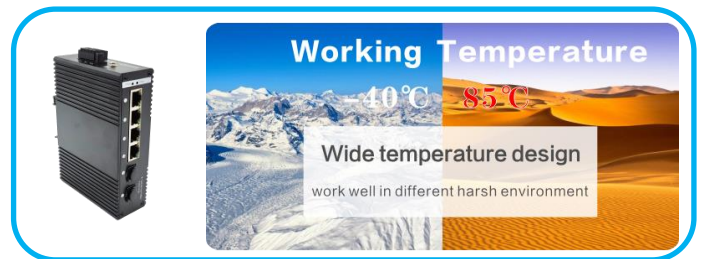 Working Temperature
-40℃ 85℃
Wide temperature design
work well in different harsh environment